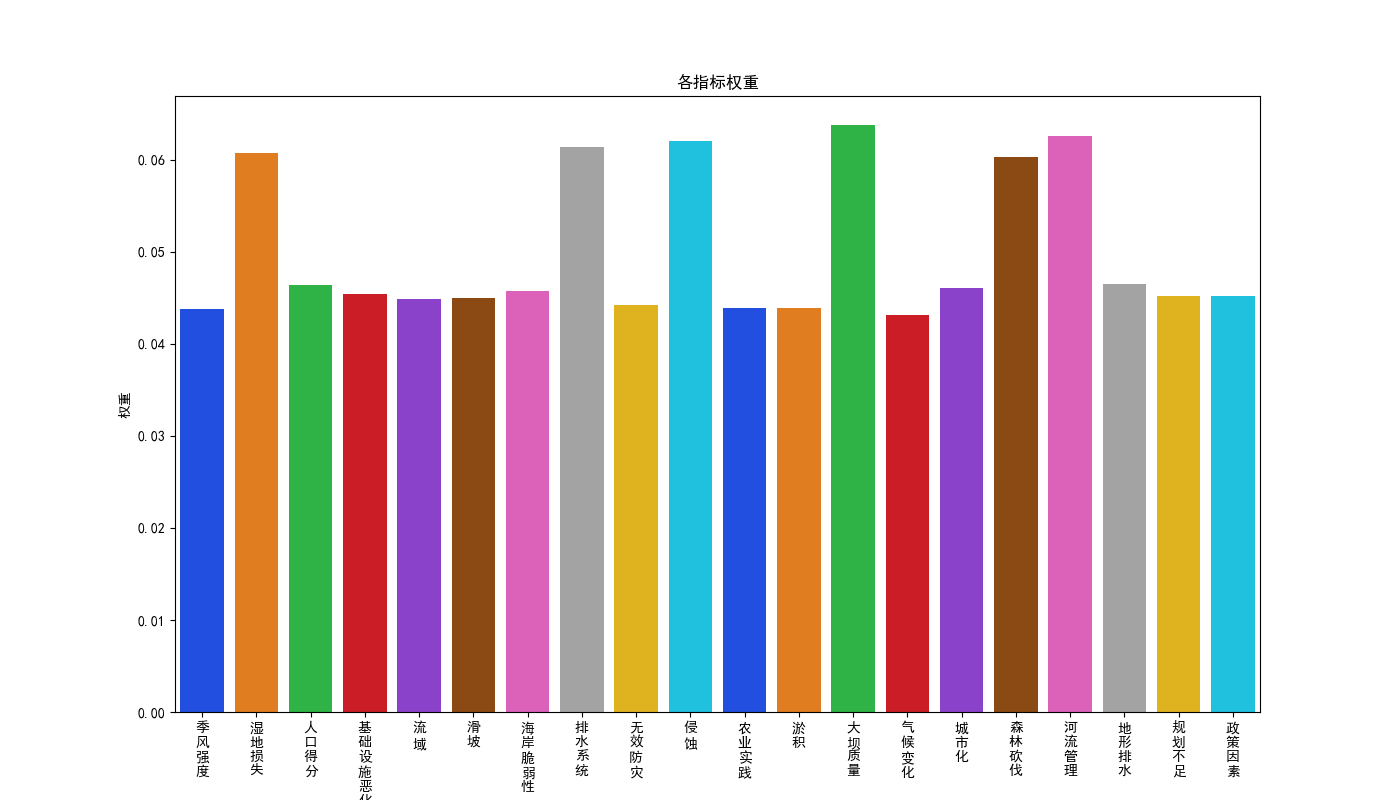 各指标权重
权重
0.06
0.05
0.04
0.03
0.02
0.01
0.00
季风强度
湿地损失
人口得分
基础设施恶化
流域
滑坡
海岸脆弱性
排水系统
无效防灾
侵蚀
农业实践
淤积
大坝质量
气候变化
城市化
森林砍伐
河流管理
地形排水
规划不足
政策因素